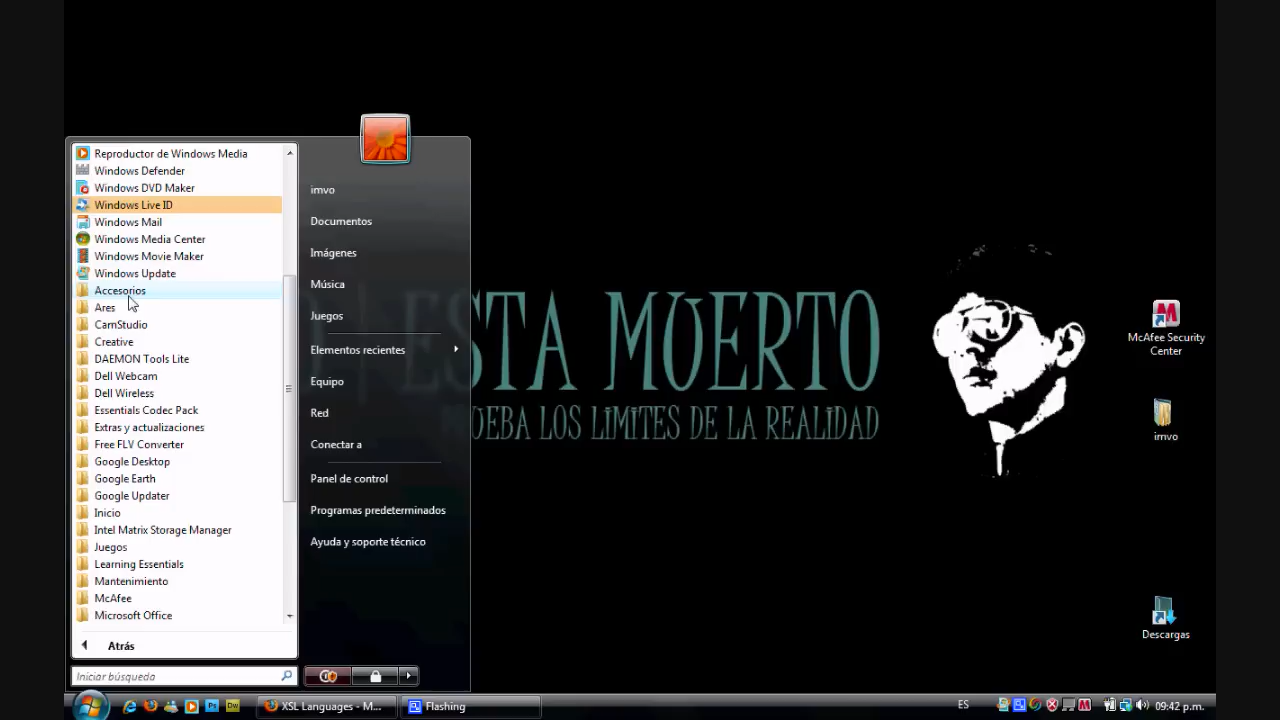 Reproductor de Windows Media
Windows Defender
Windows DVD Maker
Windows Live ID
Windows Mail
Windows Media Center
Windows Movie Maker
Windows Update
Accesorios
Ares
CamStudio
Creative
DAEMON Tools Lite
Dell Webcam
Dell Wireless
Essentials Codec Pack
Extras y actualizaciones
Free FLV Converter
Google Desktop
Google Earth
Google Updater
Inicio
Intel Matrix Storage Manager
Juegos
Learning Essentials
Mantenimiento
McAfee
Microsoft Office
Atrás
Iniciar búsqueda
imvo
Documentos
Imágenes
Música
Juegos
Elementos recientes
Equipo
Red
Conectar a
Panel de control
Programas predeterminados
Ayuda y soporte técnico
ESTA MUERTO
UEBA LOS LIMITES DE LA REALIDAD
McAfee Security
Center
imvo
Descargas
Ps
Dw
XSL Languages - M...
Flashing
ES
09:42 p.m.